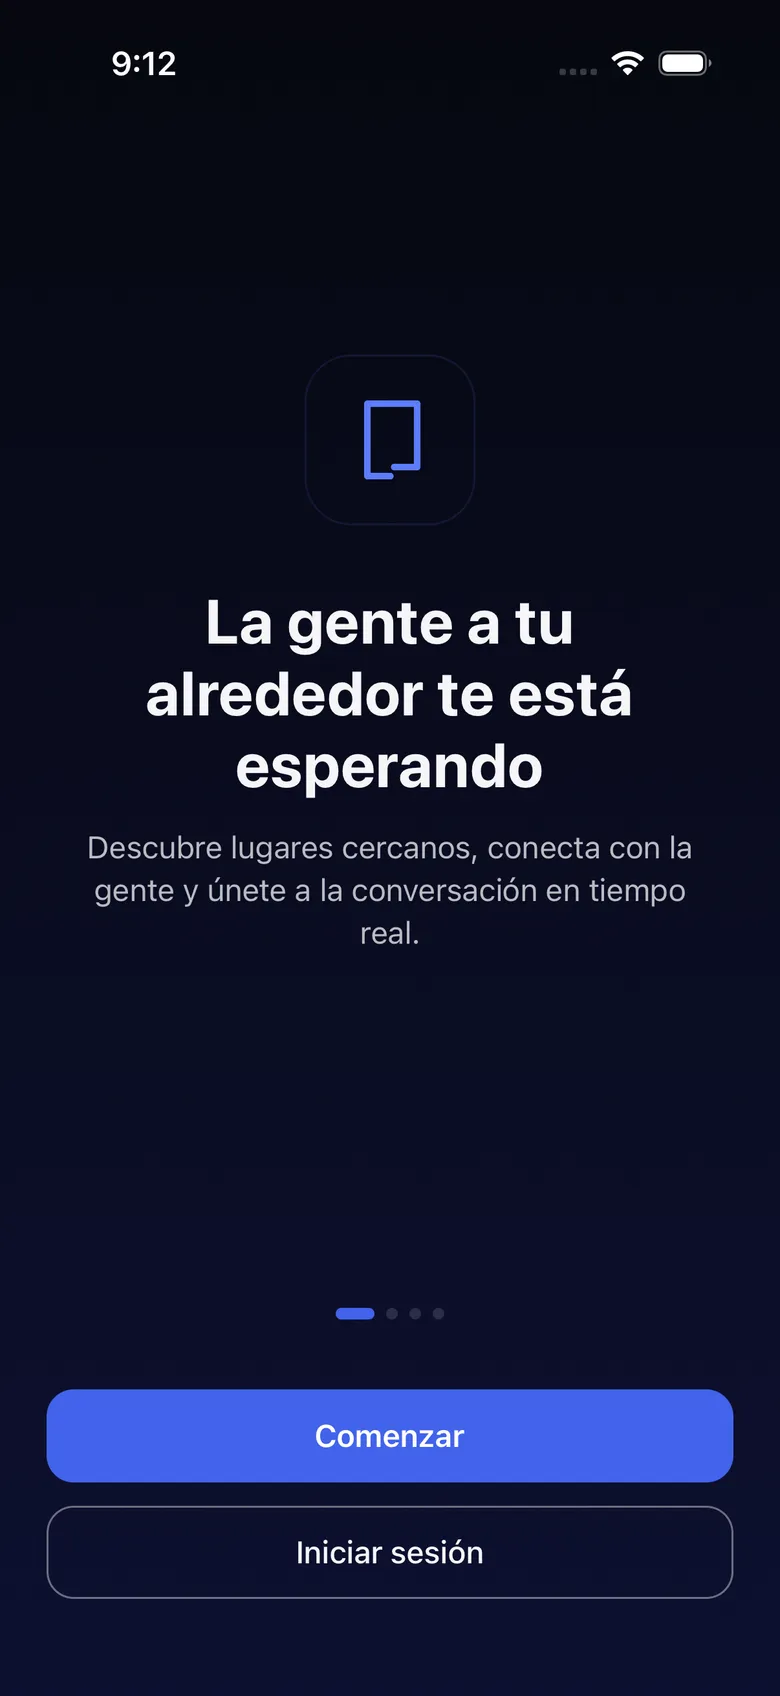 9:12
La gente a tu
alrededor te está
esperando
Descubre lugares cercanos, conecta con la
gente y únete a la conversación en tiempo
real.
Comenzar
Iniciar sesión